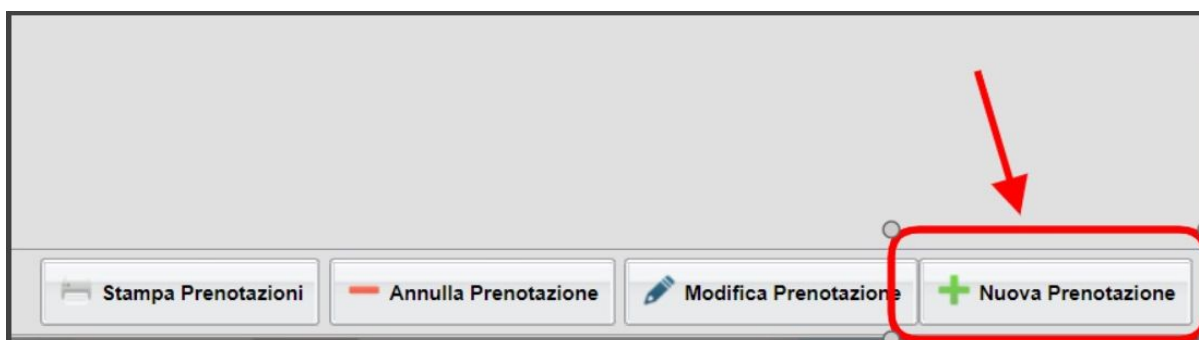 Stampa Prenotazioni
Annulla Prenotazione
Modifica Prenotazione
Nuova Prenotazione